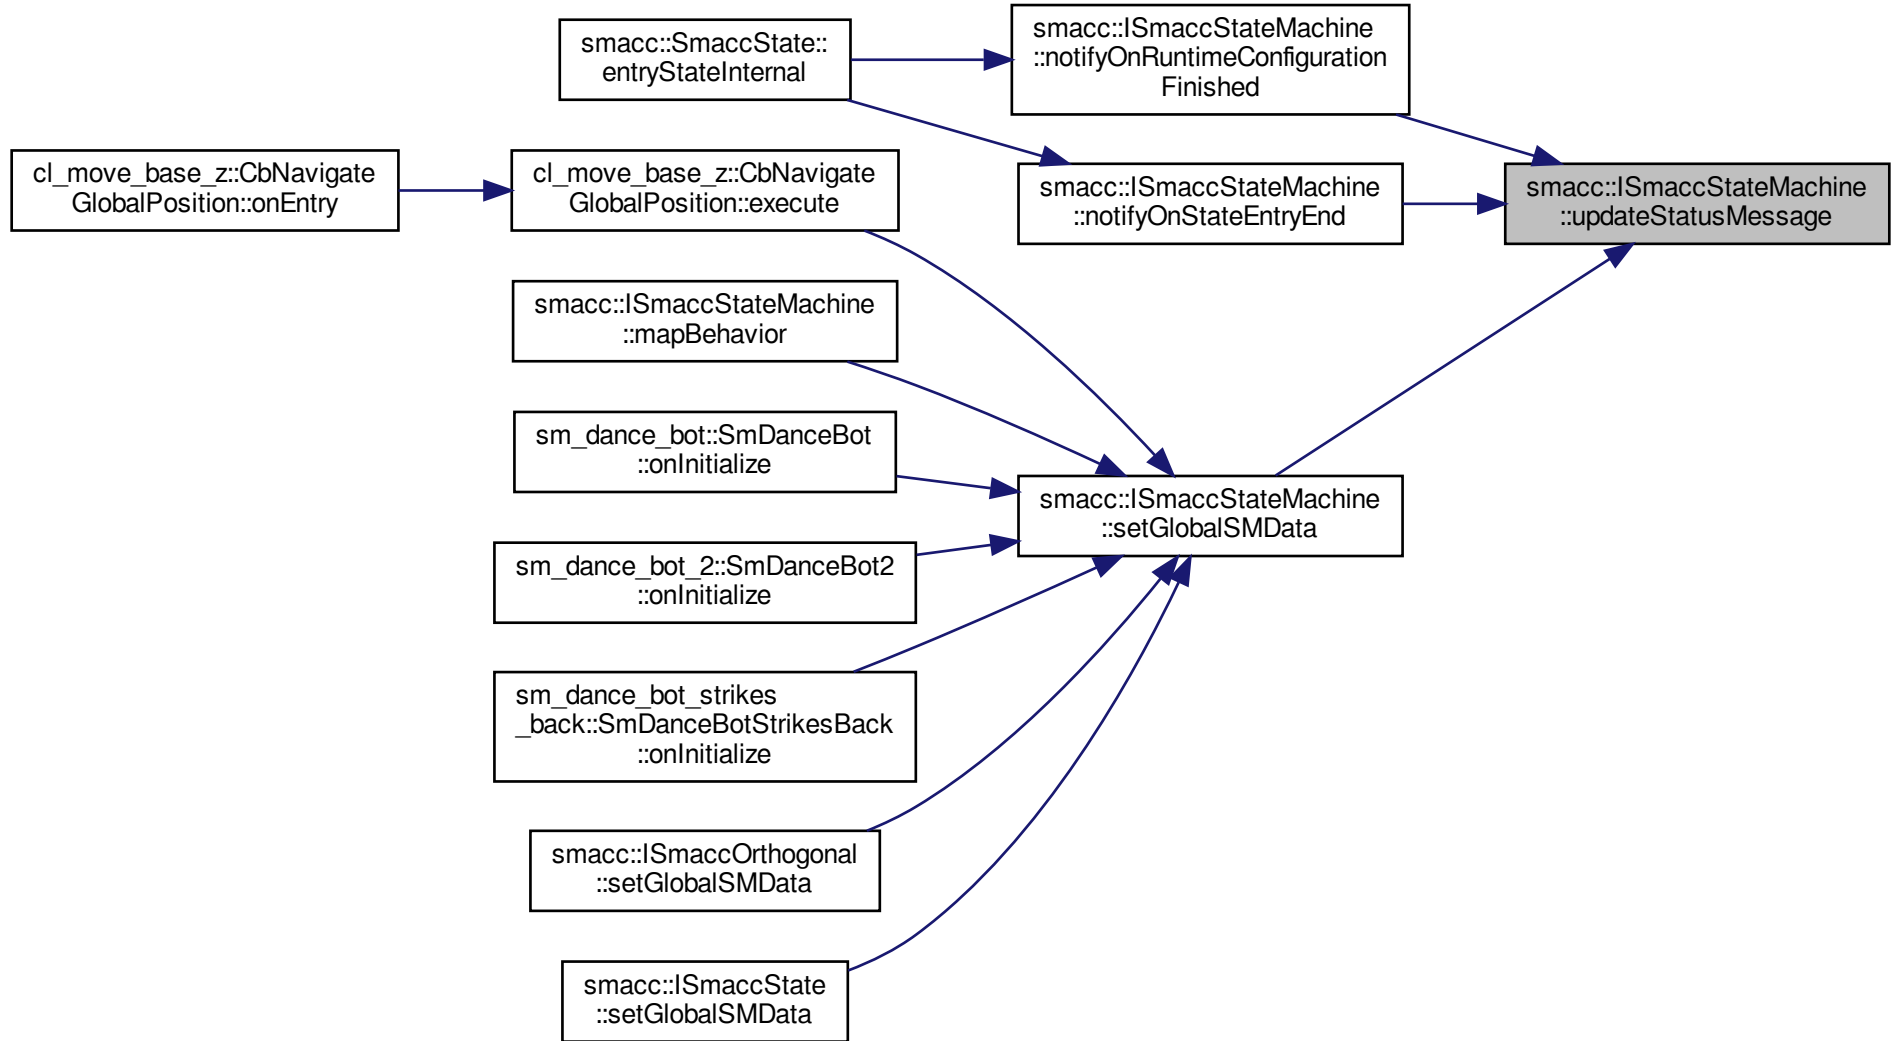 smacc::SmaccState::
entryStateInternal
smacc::ISmaccStateMachine
::notifyOnRuntimeConfiguration
Finished
cl_move_base_z::CbNavigate
GlobalPosition::onEntry
cl_move_base_z::CbNavigate
GlobalPosition::execute
smacc::ISmaccStateMachine
::notifyOnStateEntryEnd
smacc::ISmaccStateMachine
::updateStatusMessage
smacc::ISmaccStateMachine
::mapBehavior
sm_dance_bot::SmDanceBot
::onInitialize
smacc::ISmaccStateMachine
::setGlobalSMData
sm_dance_bot_2::SmDanceBot2
::onInitialize
sm_dance_bot_strikes
_back::SmDanceBotStrikesBack
::onInitialize
smacc::ISmaccOrthogonal
::setGlobalSMData
smacc::ISmaccState
::setGlobalSMData